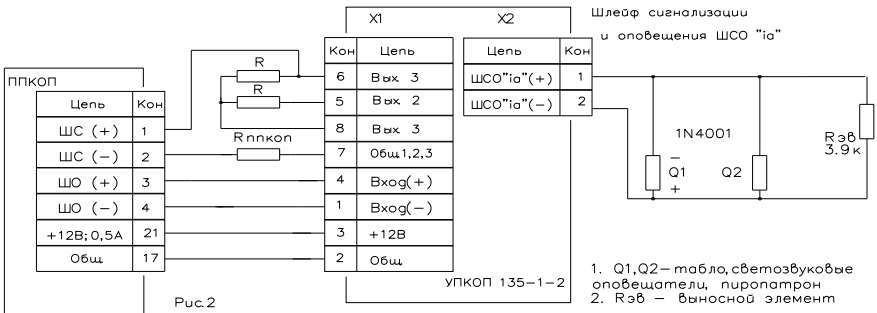 X1
X2
Шлейф сигнализации
и оповещения ШСО "ia"
ППКОП
Цепь Кон
ШС (+) 1
ШС (-) 2
ШО (+) 3
ШО (-) 4
+12В; 0,5А 21
Общ. 17
R
R
Rппкоп
Кон Цепь
6 Вых 3
5 Вых 2
8 Вых 3
7 Общ.1,2,3
4 Вход(+)
1 Вход(-)
3 +12В
2 Общ.
Цепь Кон
ШСО"ia"(+) 1
ШСО"ia"(-) 2
1N4001
Rэв
3.9к
-
Q1
+
Q2
УПКОП 135-1-2
Рис.2
1. Q1,Q2- табло, светозвуковые
оповещатели, пиропатрон
2. Rэв - выносной элемент